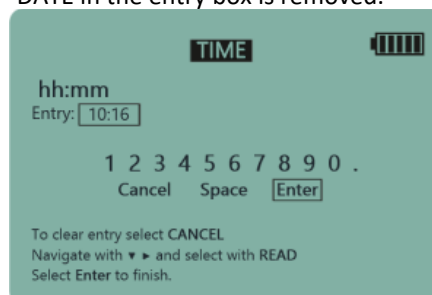 DATE in the entry box is removed.
TIME
hh:mm
Entry: 10:16
1 2 3 4 5 6 7 8 9 0 .
Cancel Space Enter
To clear entry select CANCEL
Navigate with ▼ ► and select with READ
Select Enter to finish.